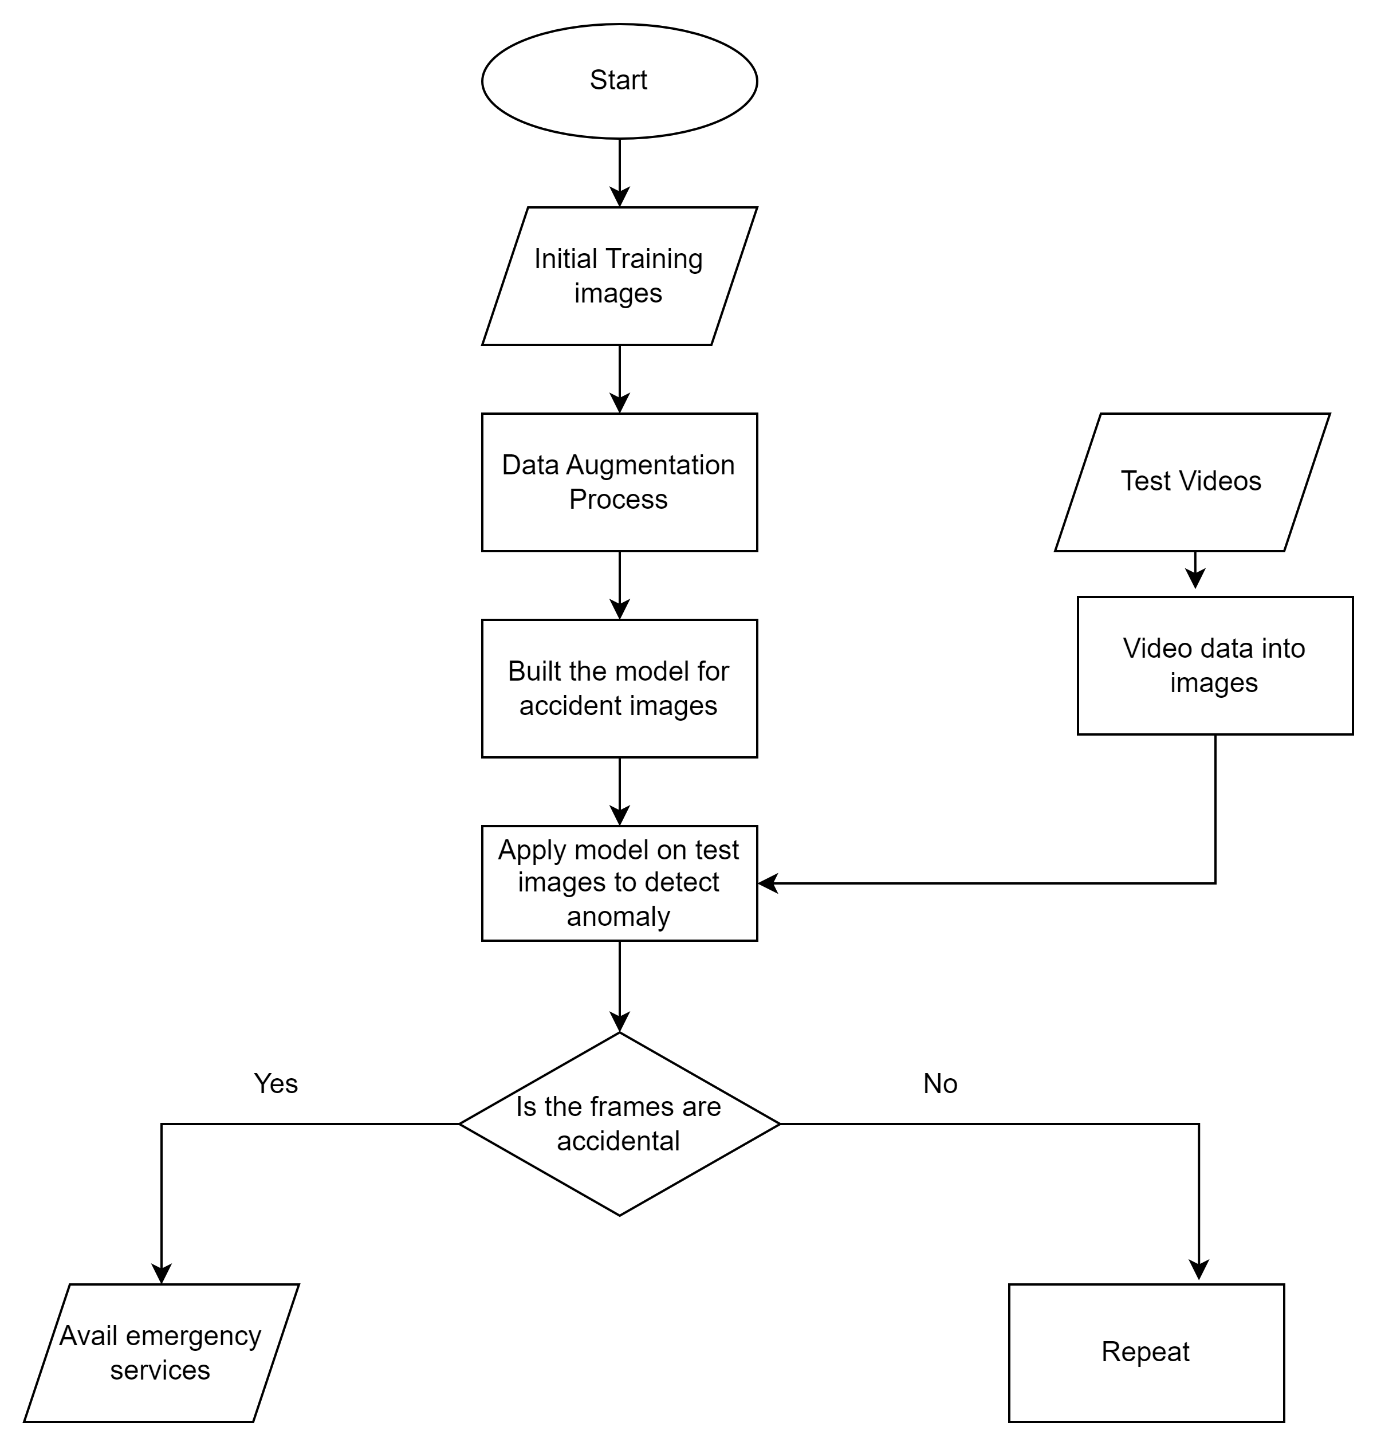 Start
Initial Training
images
Data Augmentation
Process
Test Videos
Built the model for
accident images
Video data into
images
Apply model on test
images to detect
anomaly
Yes
No
Is the frames are
accidental
Avail emergency
services
Repeat